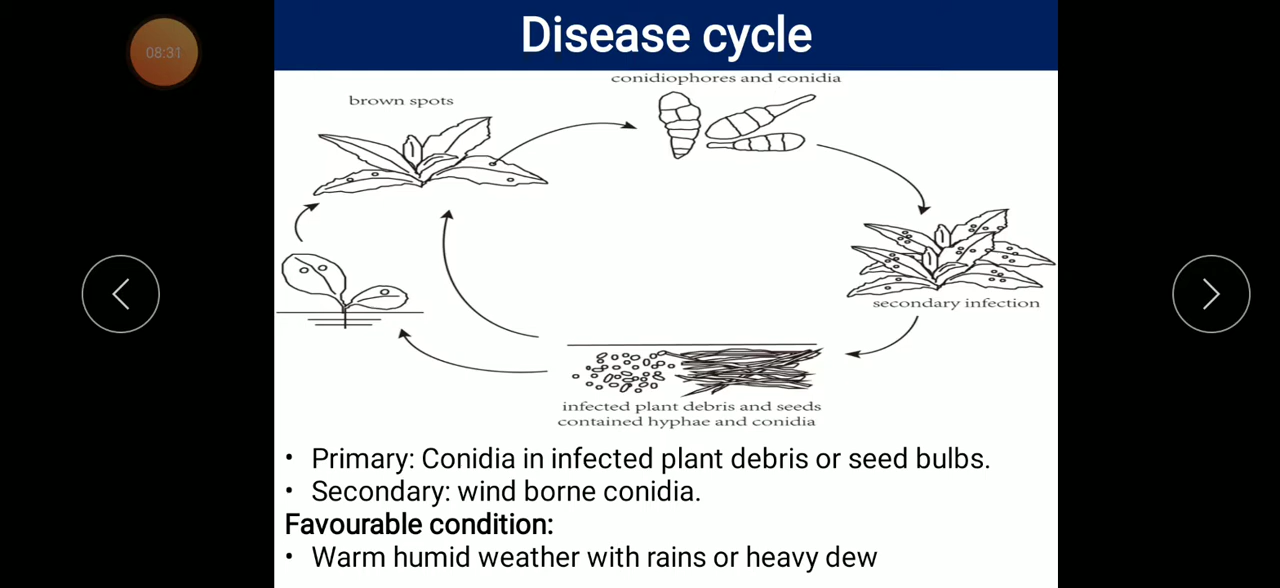 08:31
Disease cycle
conidiophores and conidia
brown spots
secondary infection
infected plant debris and seeds
contained hyphae and conidia
• Primary: Conidia in infected plant debris or seed bulbs.
• Secondary: wind borne conidia.
Favourable condition:
• Warm humid weather with rains or heavy dew